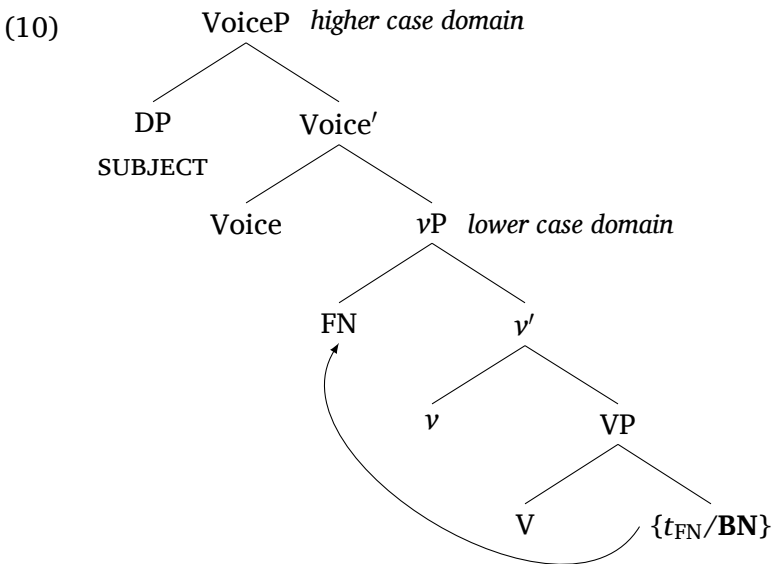 (10) VoiceP higher case domain
DP Voice′
SUBJECT
Voice vP lower case domain
FN v′
v VP
V {tFN/BN}